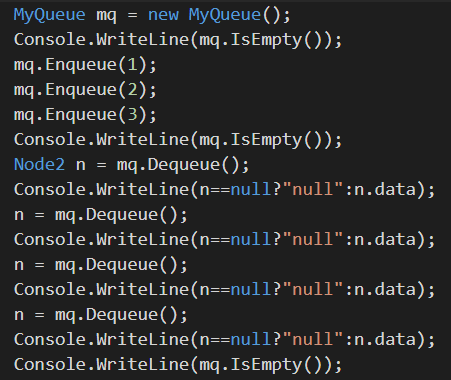 MyQueue mq = new MyQueue();
Console.WriteLine(mq.IsEmpty());
mq.Enqueue(1);
mq.Enqueue(2);
mq.Enqueue(3);
Console.WriteLine(mq.IsEmpty());
Node2 n = mq.Dequeue();
Console.WriteLine(n==null?"null":n.data);
n = mq.Dequeue();
Console.WriteLine(n==null?"null":n.data);
n = mq.Dequeue();
Console.WriteLine(n==null?"null":n.data);
n = mq.Dequeue();
Console.WriteLine(n==null?"null":n.data);
Console.WriteLine(mq.IsEmpty());